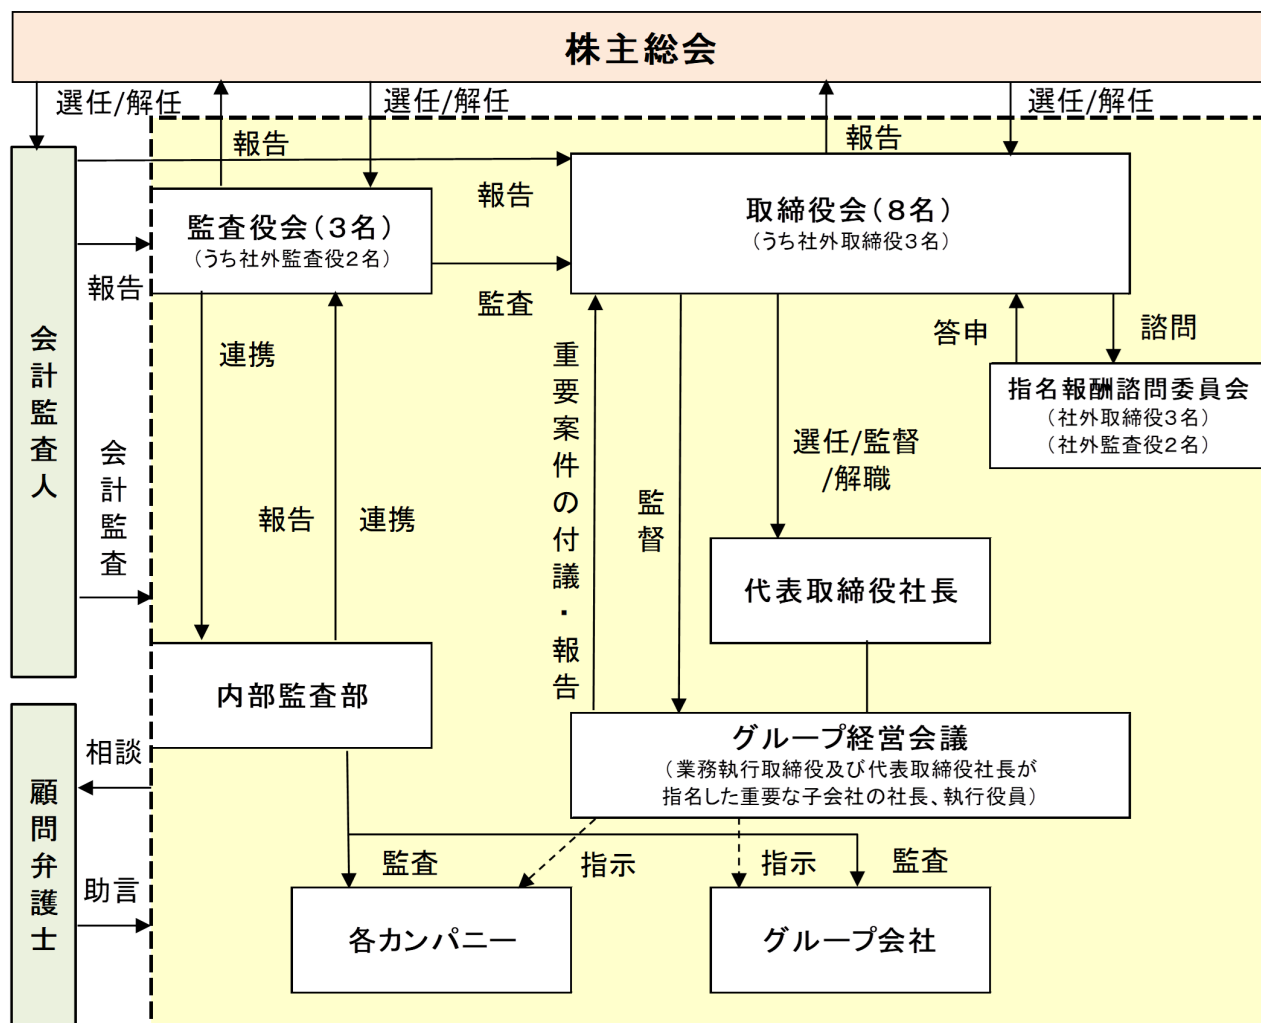 株主総会
選任/解任
選任/解任
選任/解任
報告
報告
報告
監査役会(3名)
(うち社外監査役2名)
取締役会(8名)
(うち社外取締役3名)
報告
監査
会計監査人
連携
重要案件の付議・報告
答申
諮問
指名報酬諮問委員会
(社外取締役3名)
(社外監査役2名)
選任/監督
/解職
会計監査
報告
連携
監督
代表取締役社長
内部監査部
グループ経営会議
(業務執行取締役及び代表取締役社長が
指名した重要な子会社の社長、執行役員)
相談
顧問弁護士
助言
監査
指示
指示
監査
各カンパニー
グループ会社